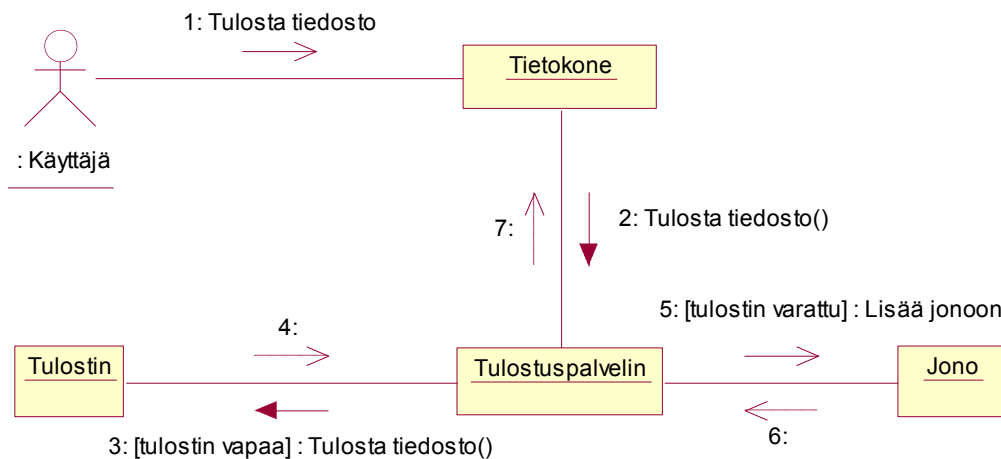 1: Tulosta tiedosto
Tietokone
: Käyttäjä
7:
2: Tulosta tiedosto()
5: [tulostin varattu] : Lisää jonoon
4:
Tulostin
Tulostuspalvelin
Jono
3: [tulostin vapaa] : Tulosta tiedosto()
6: